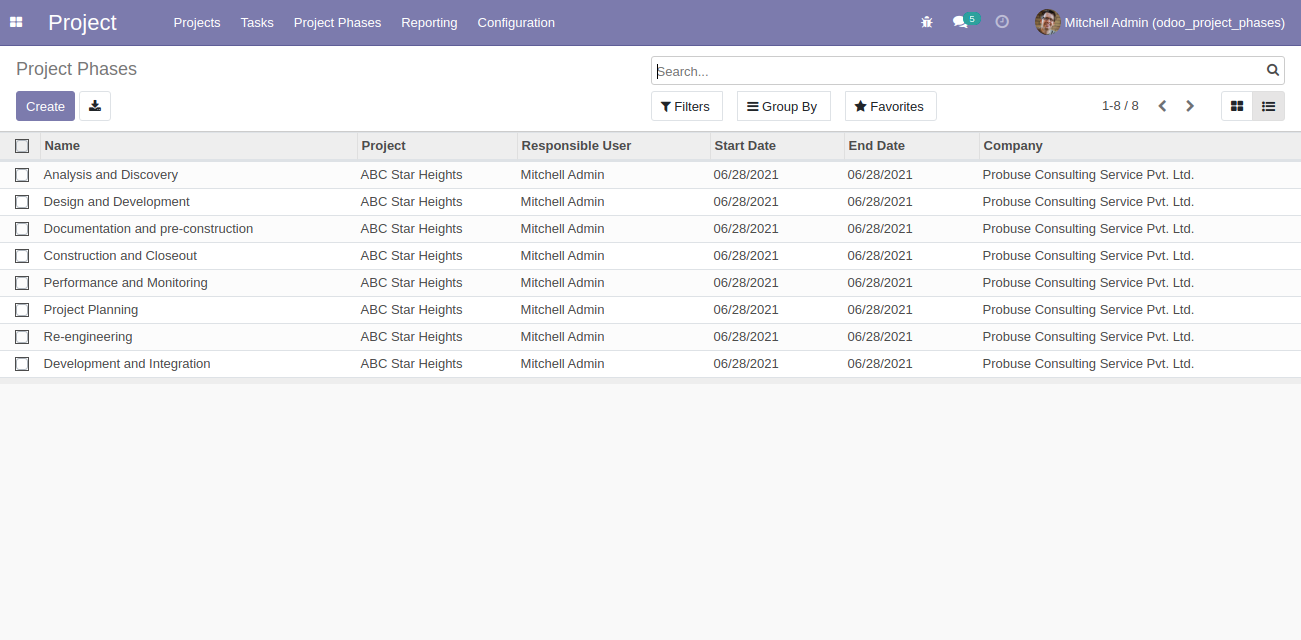 Project Projects Tasks Project Phases Reporting Configuration 5 Mitchell Admin (odoo_project_phases)
Project Phases
Search...
Create Filters Group By Favorites 1-8 / 8
Name Project Responsible User Start Date End Date Company
Analysis and Discovery ABC Star Heights Mitchell Admin 06/28/2021 06/28/2021 Probuse Consulting Service Pvt. Ltd.
Design and Development ABC Star Heights Mitchell Admin 06/28/2021 06/28/2021 Probuse Consulting Service Pvt. Ltd.
Documentation and pre-construction ABC Star Heights Mitchell Admin 06/28/2021 06/28/2021 Probuse Consulting Service Pvt. Ltd.
Construction and Closeout ABC Star Heights Mitchell Admin 06/28/2021 06/28/2021 Probuse Consulting Service Pvt. Ltd.
Performance and Monitoring ABC Star Heights Mitchell Admin 06/28/2021 06/28/2021 Probuse Consulting Service Pvt. Ltd.
Project Planning ABC Star Heights Mitchell Admin 06/28/2021 06/28/2021 Probuse Consulting Service Pvt. Ltd.
Re-engineering ABC Star Heights Mitchell Admin 06/28/2021 06/28/2021 Probuse Consulting Service Pvt. Ltd.
Development and Integration ABC Star Heights Mitchell Admin 06/28/2021 06/28/2021 Probuse Consulting Service Pvt. Ltd.